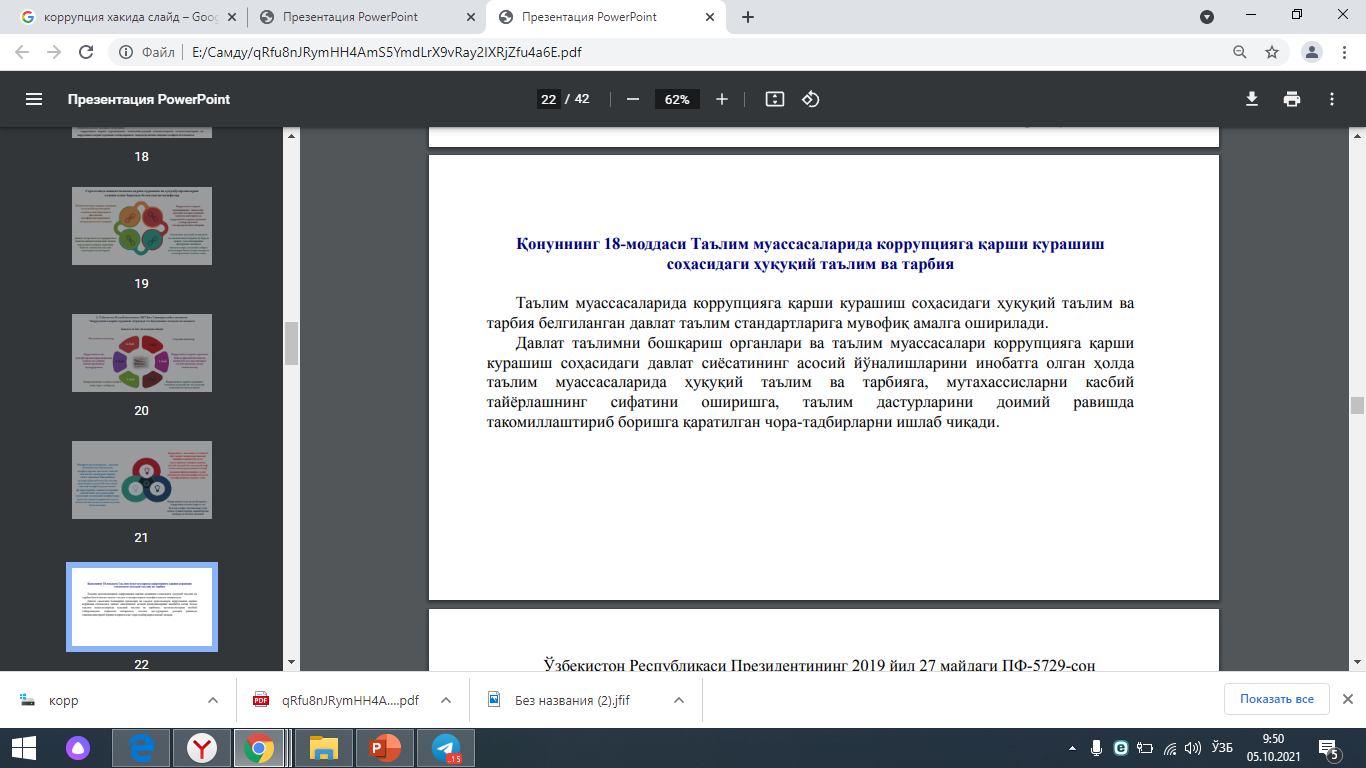 коррупция хакида слайд – Goog
Презентация PowerPoint
Презентация PowerPoint
Файл
E:/Самду/qRfu8nJRymHH4AmS5YmdLrX9vRay2lXRjZfu4a6E.pdf
Презентация PowerPoint
22 / 42
62%
18
19
20
21
22
Қонуннинг 18-моддаси Таълим муассасаларида коррупцияга қарши курашиш
соҳасидаги ҳуқуқий таълим ва тарбия
Таълим муассасаларида коррупцияга қарши курашиш соҳасидаги ҳуқукий таълим ва
тарбия белгиланган давлат таълим стандартларига мувофиқ амалга оширилади.
Давлат таълимни бошқариш органлари ва таълим муассасалари коррупцияга қарши
курашиш соҳасидаги давлат сиёсатининг асосий йўналишларини инобатга олган ҳолда
таълим муассасаларида ҳуқуқий таълим ва тарбияга, мутахассисларни касбий
тайёрлашнинг сифатини оширишга, таълим дастурларини доимий равишда
такомиллаштириб боришга қаратилган чора-тадбирларни ишлаб чиқади.
Ўзбекистон Республикаси Президентининг 2019 йил 27 майдаги ПФ-5729-сон
корр
qRfu8nJRymHH4A....pdf
Без названия (2).jfif
Показать все
..15
ЎЗБ
9:50
05.10.2021
5